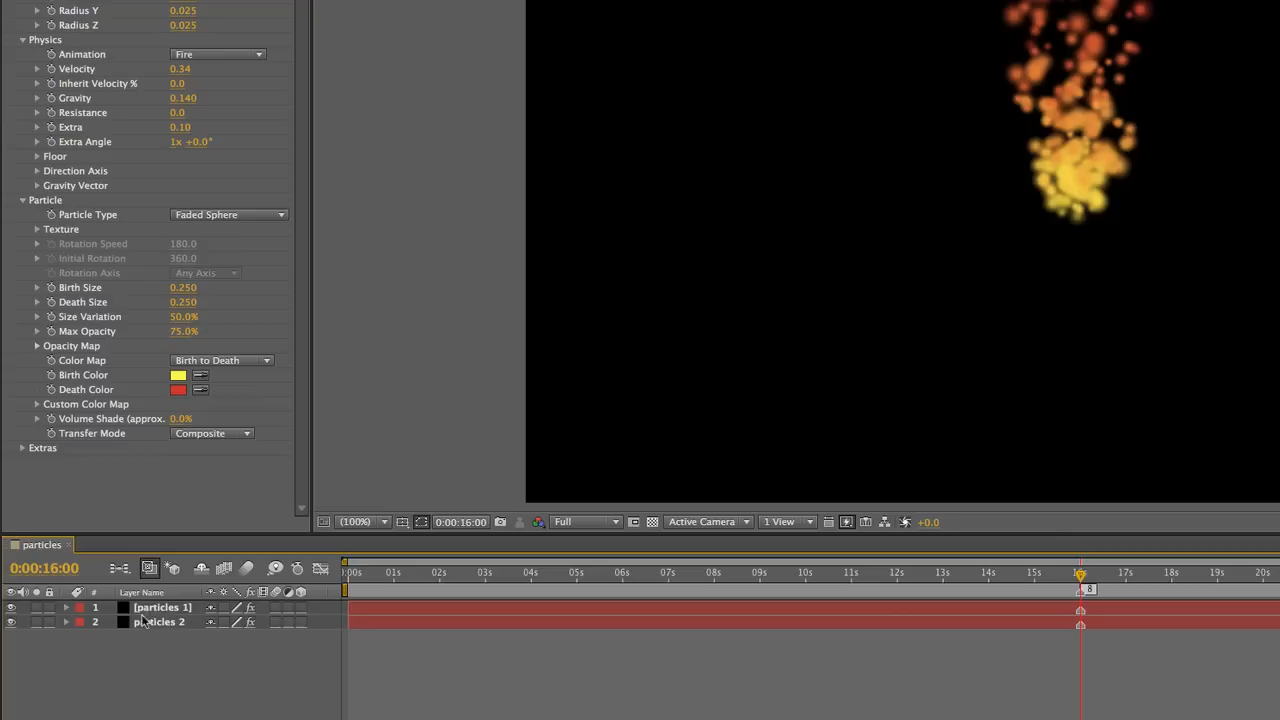 Radius Y 0.025
Radius Z 0.025
Physics
Animation Fire
Velocity 0.34
Inherit Velocity % 0.0
Gravity 0.140
Resistance 0.0
Extra 0.10
Extra Angle 1x +0.0°
Floor
Direction Axis
Gravity Vector
Particle
Particle Type Faded Sphere
Texture
Rotation Speed 180.0
Initial Rotation 360.0
Rotation Axis Any Axis
Birth Size 0.250
Death Size 0.250
Size Variation 50.0%
Max Opacity 75.0%
Opacity Map
Color Map Birth to Death
Birth Color
Death Color
Custom Color Map
Volume Shade (approx. 0.0%
Transfer Mode Composite
Extras
(100%) 0:00:16:00 Full Active Camera 1 View +0.0
particles
0:00:16:00
:00s 01s 02s 03s 04s 05s 06s 07s 08s 09s 10s 11s 12s 13s 14s 15s 17s 18s 19s 20s
# Layer Name fx 8
1 [particles 1] fx
2 particles 2 fx